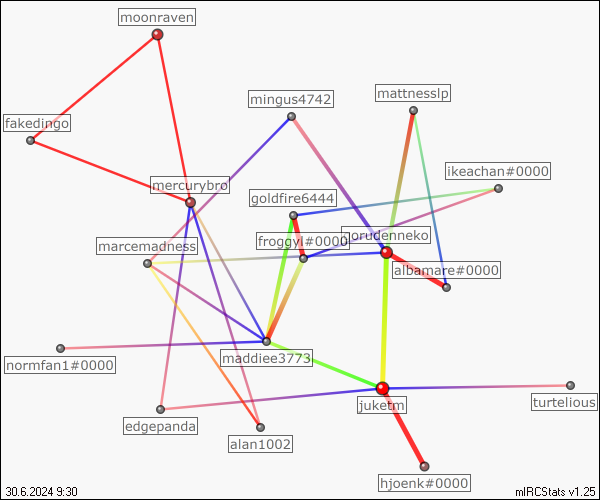 moonraven
mingus4742
mattnesslp
fakedingo
ikeachan#0000
mercurybro
goldfire6444
marcemadness
froggyl#0000
orudenneko
albamare#0000
normfan1#0000
maddiee3773
edgepanda
juketm
turtelious
alan1002
hjoenk#0000
30.6.2024 9:30
mIRCStats v1.25